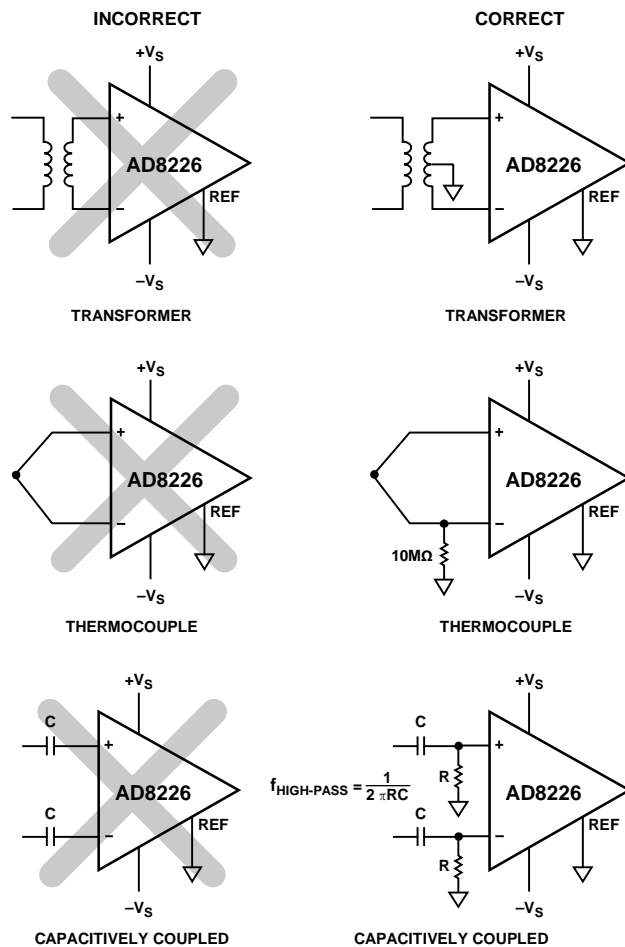 INCORRECT
CORRECT
+VS
+
AD8226
−
REF
−VS
TRANSFORMER
+VS
+
AD8226
−
REF
−VS
TRANSFORMER
+VS
+
AD8226
−
REF
−VS
THERMOCOUPLE
+VS
+
AD8226
−
REF
10MΩ
−VS
THERMOCOUPLE
+VS
C
+
AD8226
C
−
REF
−VS
CAPACITIVELY COUPLED
fHIGH-PASS = 1 / 2 πRC
+VS
C
+
R
AD8226
C
−
REF
R
−VS
CAPACITIVELY COUPLED